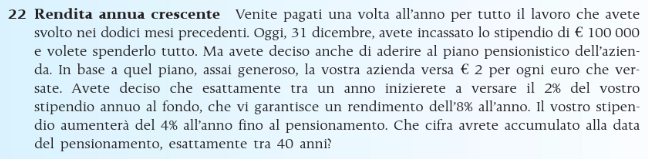 22 Rendita annua crescente Venite pagati una volta all'anno per tutto il lavoro che avete
svolto nei dodici mesi precedenti. Oggi, 31 dicembre, avete incassato lo stipendio di € 100 000
e volete spenderlo tutto. Ma avete deciso anche di aderire al piano pensionistico dell'azien-
da. In base a quel piano, assai generoso, la vostra azienda versa € 2 per ogni euro che ver-
sate. Avete deciso che esattamente tra un anno inizierete a versare il 2% del vostro
stipendio annuo al fondo, che vi garantisce un rendimento dell'8% all'anno. Il vostro stipen-
dio aumenterà del 4% all'anno fino al pensionamento. Che cifra avrete accumulato alla data
del pensionamento, esattamente tra 40 anni?